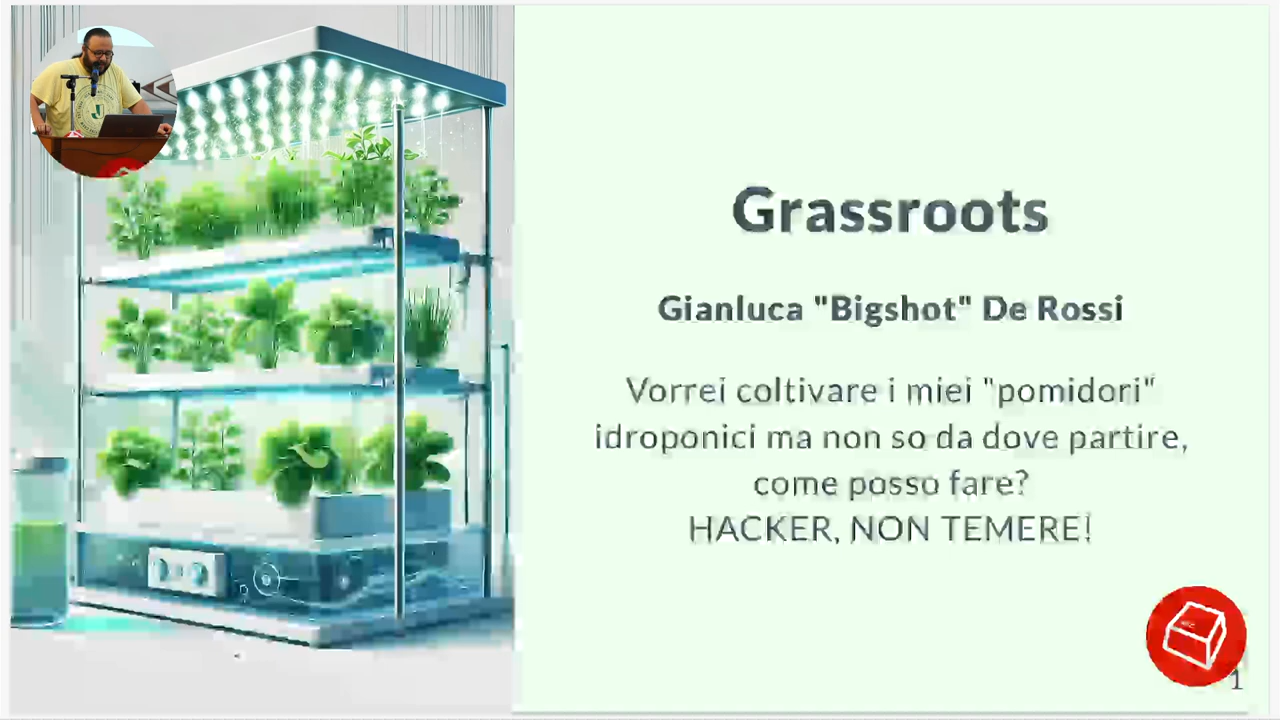 Grassroots
Gianluca "Bigshot" De Rossi
Vorrei coltivare i miei "pomidori"
idroponici ma non so da dove partire,
come posso fare?
HACKER, NON TEMERE!
1